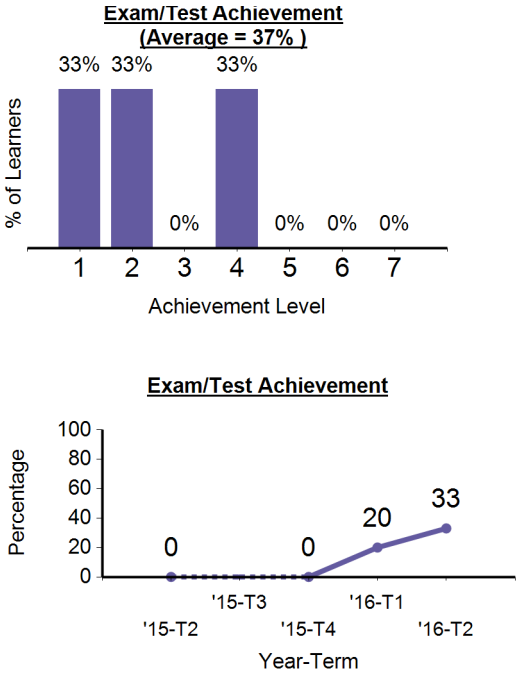 Exam/Test Achievement
(Average = 37% )
33% 33% 33%
0% 0% 0% 0%
% of Learners
1 2 3 4 5 6 7
Achievement Level
Exam/Test Achievement
100
80
60
40
20
0
Percentage
0 0 20 33
'15-T3 '16-T1
'15-T2 '15-T4 '16-T2
Year-Term